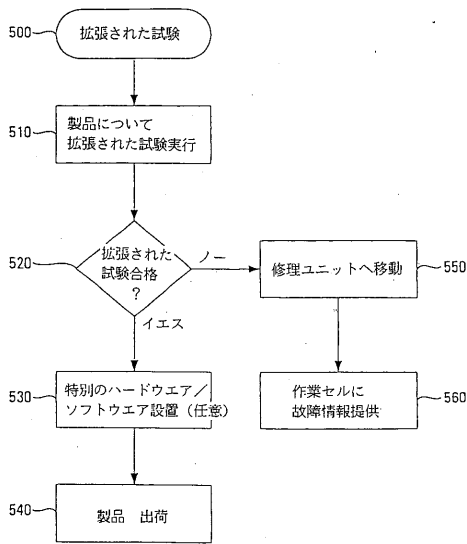 500
拡張された試験
510
製品について
拡張された試験実行
520
拡張された
試験合格
?
ノー
イエス
修理ユニットへ移動
550
530
特別のハードウエア／
ソフトウエア設置(任意)
作業セルに
故障情報提供
560
540
製品 出荷